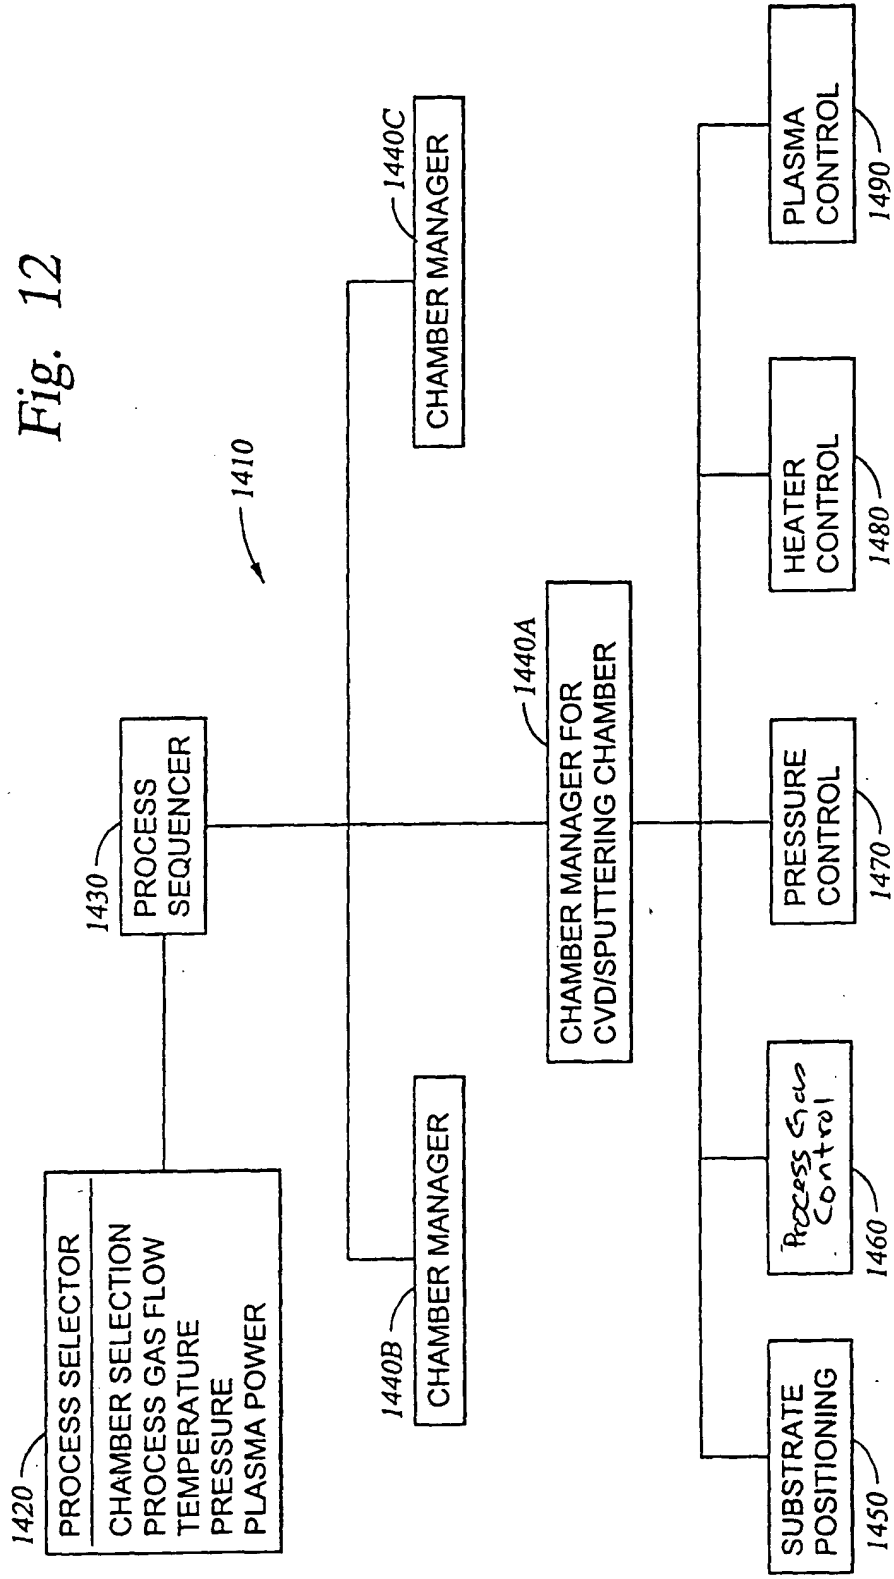 Fig. 12
1410
1420
PROCESS SELECTOR
CHAMBER SELECTION
PROCESS GAS FLOW
TEMPERATURE
PRESSURE
PLASMA POWER
1430
PROCESS
SEQUENCER
1440B
CHAMBER MANAGER
1440C
CHAMBER MANAGER
1440A
CHAMBER MANAGER FOR
CVD/SPUTTERING CHAMBER
SUBSTRATE
POSITIONING
1450
Process Gas
Control
1460
PRESSURE
CONTROL
1470
HEATER
CONTROL
1480
PLASMA
CONTROL
1490